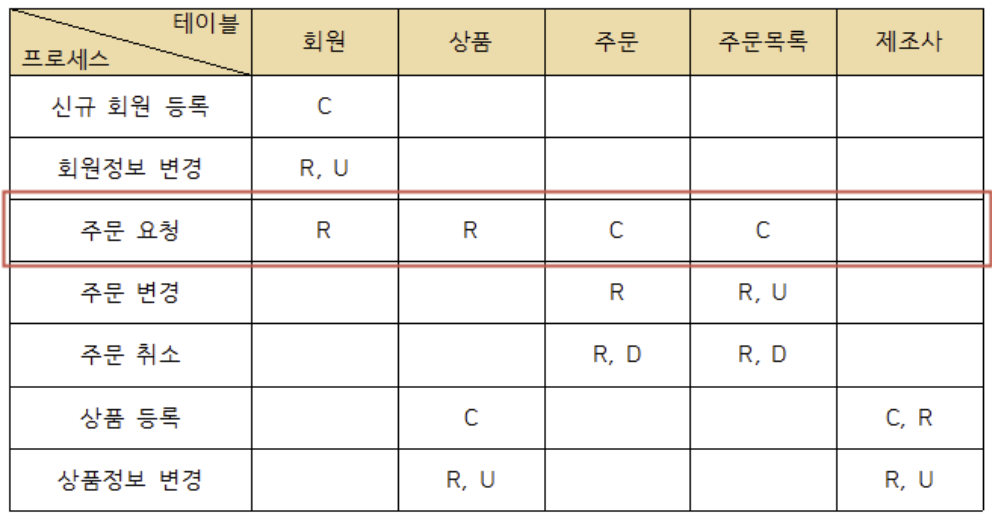 테이블
프로세스 회원 상품 주문 주문목록 제조사
신규 회원 등록 C
회원정보 변경 R, U
주문 요청 R R C C
주문 변경 R R, U
주문 취소 R, D R, D
상품 등록 C C, R
상품정보 변경 R, U R, U